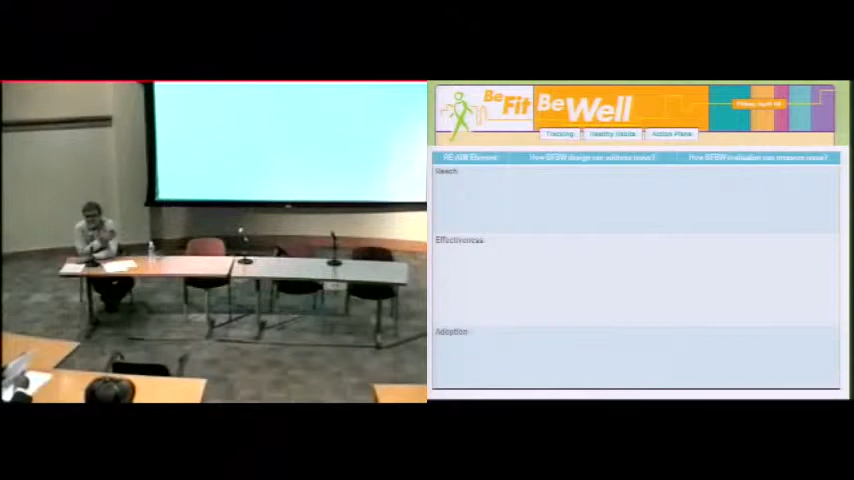 Be Fit Be Well
Tracking Healthy Habits Action Plans
RE-AIM Element How BFBW design can address issue? How BFBW evaluation can measure issue?
Reach
Effectiveness
Adoption